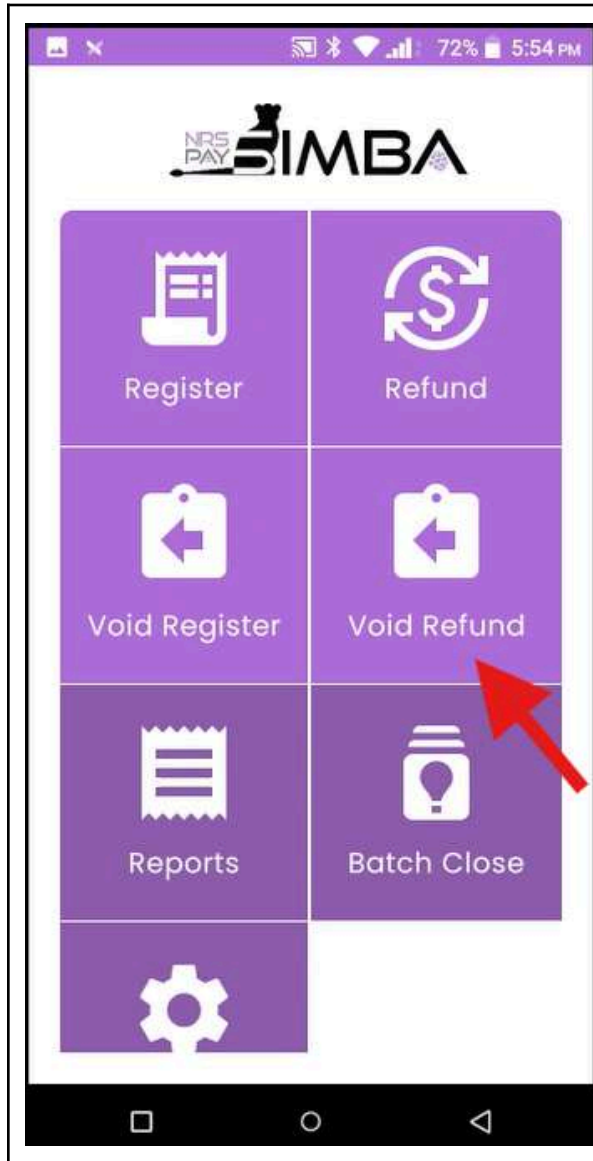 72% 5:54 PM
NRS
PAY
SIMBA
Register
Refund
Void Register
Void Refund
Reports
Batch Close